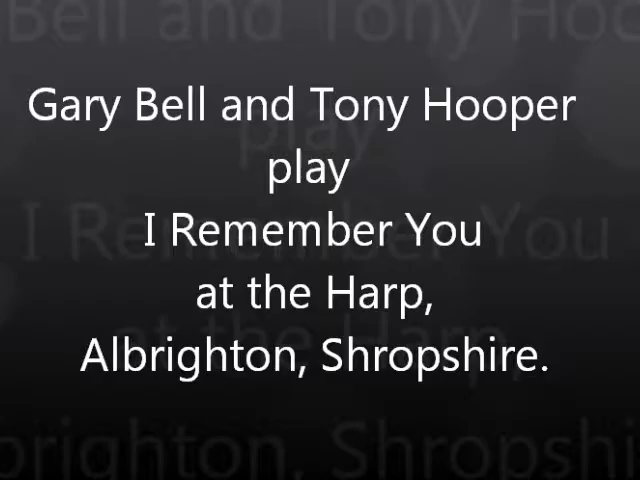 Gary Bell and Tony Hooper
play
I Remember You
at the Harp,
Albrighton, Shropshire.